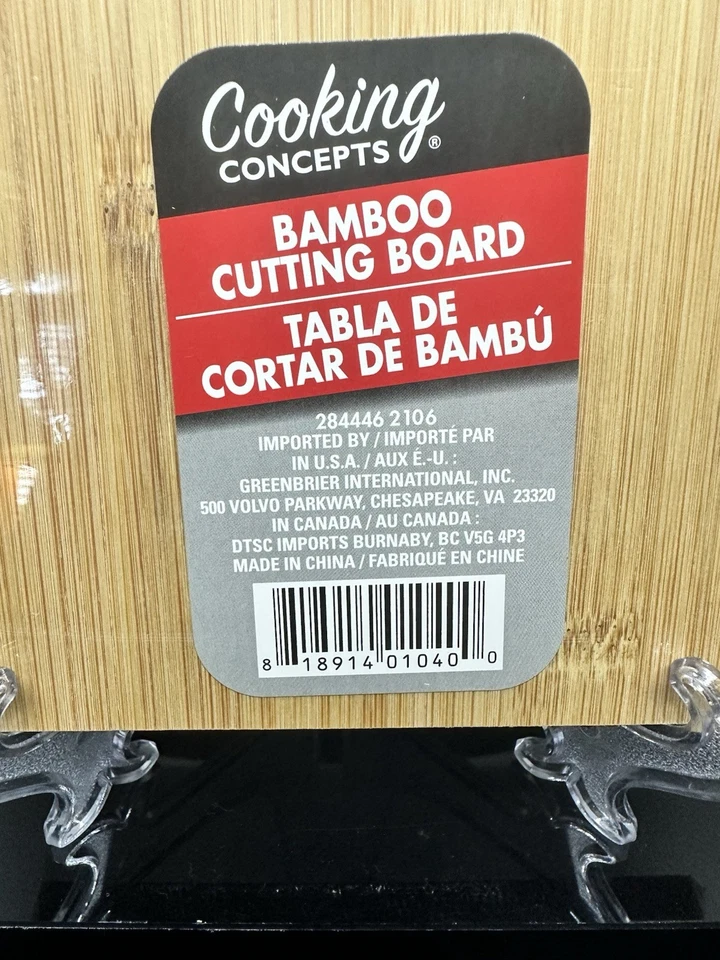 Cooking
CONCEPTS®
BAMBOO
CUTTING BOARD
TABLA DE
CORTAR DE BAMBÚ
284446 2106
IMPORTED BY / IMPORTÉ PAR
IN U.S.A. / AUX É.-U. :
GREENBRIER INTERNATIONAL, INC.
500 VOLVO PARKWAY, CHESAPEAKE, VA 23320
IN CANADA / AU CANADA :
DTSC IMPORTS BURNABY, BC V5G 4P3
MADE IN CHINA / FABRIQUÉ EN CHINE
8 18914 01040 0